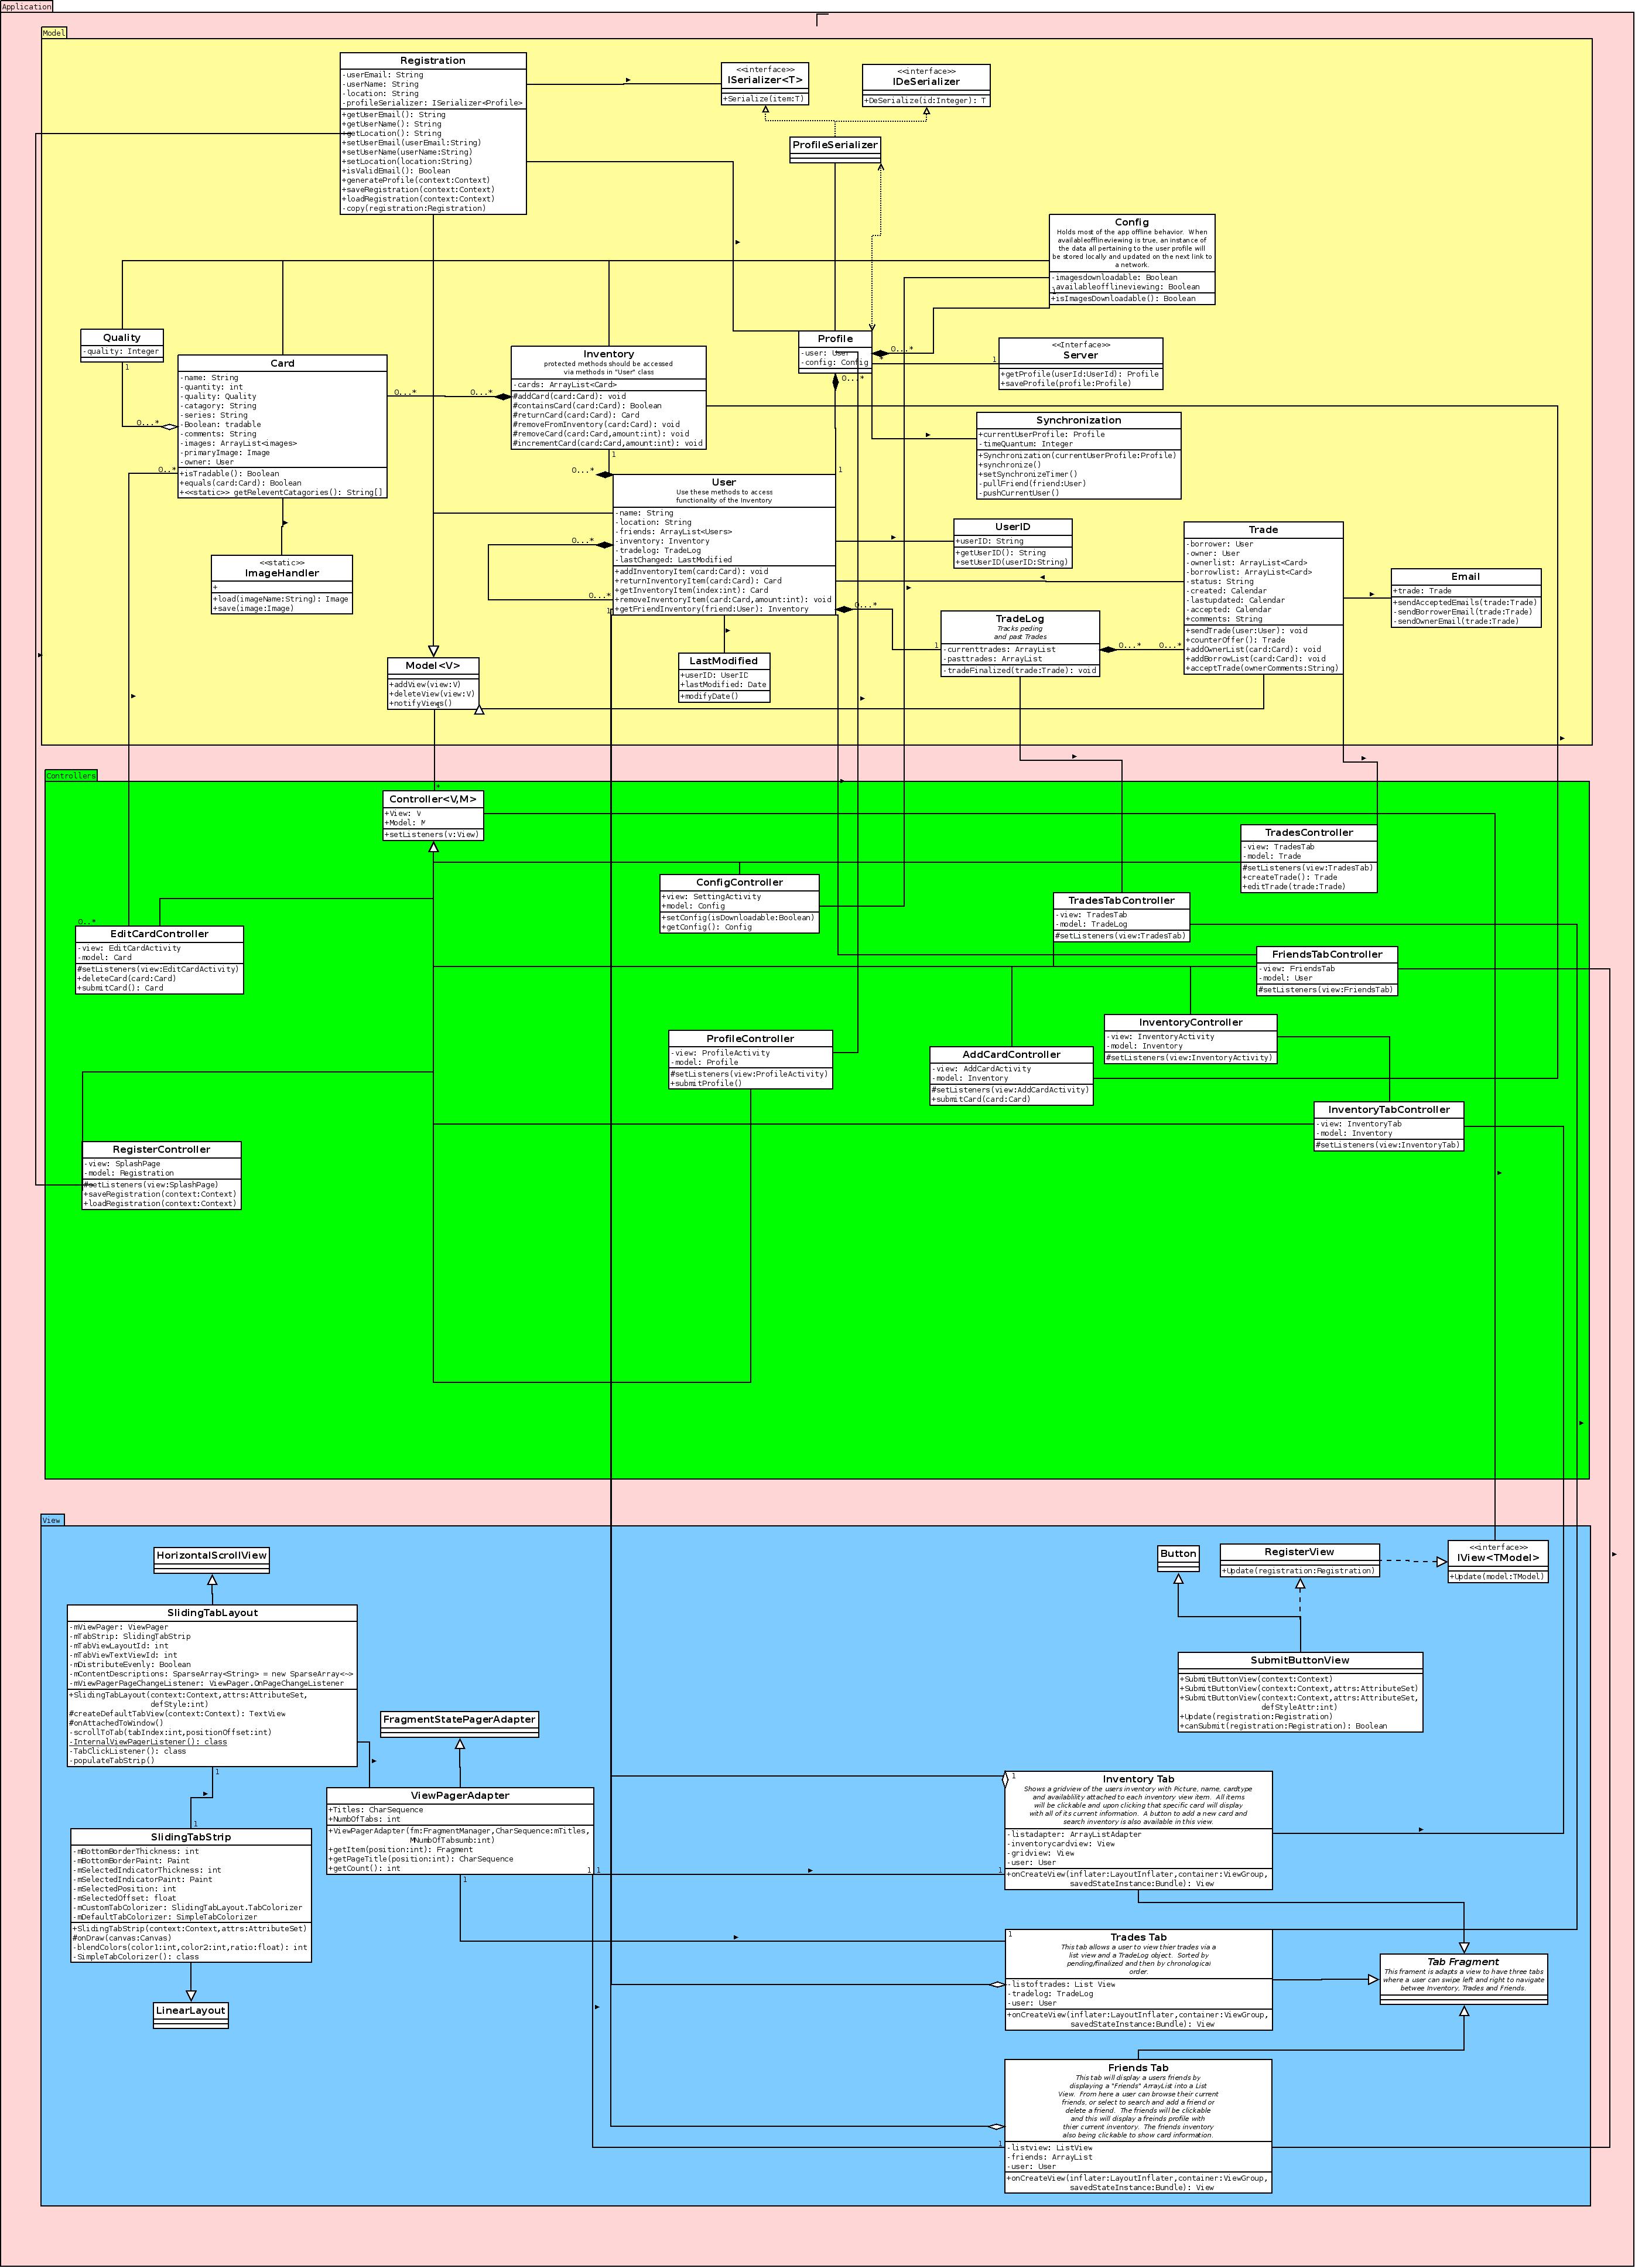 Application
Model
Registration
-userEmail: String
-userName: String
-location: String
-profileSerializer: ISerializer<Profile>
+getUserEmail(): String
+getUserName(): String
+getLocation(): String
+setUserEmail(userEmail:String)
+setUserName(userName:String)
+setLocation(location:String)
+isValidEmail(): Boolean
+generateProfile(context:Context)
+saveRegistration(context:Context)
+loadRegistration(context:Context)
-copy(registration:Registration)
<<interface>>
ISerializer<T>
+Serialize(item:T)
<<interface>>
IDeSerializer
+DeSerialize(id:Integer): T
ProfileSerializer
Config
Holds most of the app offline behavior. When
availableofflineviewing is true, an instance of
the data all pertaining to the user profile will
be stored locally and updated on the next link to
a network.
-imagesdownloadable: Boolean
-availableofflineviewing: Boolean
+isImagesDownloadable(): Boolean
1
Quality
-quality: Integer
1
Card
-name: String
-quantity: int
-quality: Quality
-catagory: String
-series: String
-Boolean: tradable
-comments: String
-images: ArrayList<images>
-primaryImage: Image
-owner: User
+isTradable(): Boolean
+equals(card:Card): Boolean
+<<static>> getReleventCatagories(): String[]
0...*
0..*
0...*
0...*
Inventory
protected methods should be accessed
via methods in "User" class
-cards: ArrayList<Card>
#addCard(card:Card): void
#containsCard(card:Card): Boolean
#returnCard(card:Card): Card
#removeFromInventory(card:Card): void
#removeCard(card:Card,amount:int): void
#incrementCard(card:Card,amount:int): void
1
0...*
Profile
-user: User
-config: Config
0...*
0...*
1
<<Interface>>
Server
+getProfile(userId:UserId): Profile
+saveProfile(profile:Profile)
1
Synchronization
+currentUserProfile: Profile
-timeQuantum: Integer
+Synchronization(currentUserProfile:Profile)
+synchronize()
+setSynchronizeTimer()
-pullFriend(friend:User)
-pushCurrentUser()
User
Use these methods to access
functionality of the Inventory
-name: String
-location: String
-friends: ArrayList<Users>
-inventory: Inventory
-tradelog: TradeLog
-lastChanged: LastModified
+addInventoryItem(card:Card): void
+returnInventoryItem(card:Card): Card
+getInventoryItem(index:int): Card
+removeInventoryItem(card:Card,amount:int): void
+getFriendInventory(friend:User): Inventory
0...*
0...*
1
0...*
UserID
+userID: String
+getUserID(): String
+setUserID(userID:String)
Trade
-borrower: User
-owner: User
-ownerlist: ArrayList<Card>
-borrowlist: ArrayList<Card>
-status: String
-created: Calendar
-lastupdated: Calendar
-accepted: Calendar
+comments: String
+sendTrade(user:User): void
+counterOffer(): Trade
+addOwnerList(card:Card): void
+addBorrowList(card:Card): void
+acceptTrade(ownerComments:String)
Email
+trade: Trade
+sendAcceptedEmails(trade:Trade)
-sendBorrowerEmail(trade:Trade)
-sendOwnerEmail(trade:Trade)
<<static>>
ImageHandler
+
+load(imageName:String): Image
+save(image:Image)
TradeLog
Tracks peding
and past Trades
-currenttrades: ArrayList
-pasttrades: ArrayList
-tradeFinalized(trade:Trade): void
1
0...*
0...*
LastModified
+userID: UserID
+lastModified: Date
+modifyDate()
Model<V>
+addView(view:V)
+deleteView(view:V)
+notifyViews()
Controllers
*
Controller<V,M>
+View: V
+Model: M
+setListeners(v:View)
TradesController
-view: TradesTab
-model: Trade
#setListeners(view:TradesTab)
+createTrade(): Trade
+editTrade(trade:Trade)
ConfigController
+view: SettingActivity
+model: Config
+setConfig(isDownloadable:Boolean)
+getConfig(): Config
TradesTabController
-view: TradesTab
-model: TradeLog
#setListeners(view:TradesTab)
0..*
EditCardController
-view: EditCardActivity
-model: Card
#setListeners(view:EditCardActivity)
+deleteCard(card:Card)
+submitCard(): Card
FriendsTabController
-view: FriendsTab
-model: User
#setListeners(view:FriendsTab)
InventoryController
-view: InventoryActivity
-model: Inventory
#setListeners(view:InventoryActivity)
ProfileController
-view: ProfileActivity
-model: Profile
#setListeners(view:ProfileActivity)
+submitProfile()
AddCardController
-view: AddCardActivity
-model: Inventory
#setListeners(view:AddCardActivity)
+submitCard(card:Card)
InventoryTabController
-view: InventoryTab
-model: Inventory
#setListeners(view:InventoryTab)
RegisterController
-view: SplashPage
-model: Registration
#setListeners(view:SplashPage)
+saveRegistration(context:Context)
+loadRegistration(context:Context)
View
HorizontalScrollView
Button
RegisterView
+Update(registration:Registration)
<<interface>>
IView<TModel>
+Update(model:TModel)
SlidingTabLayout
-mViewPager: ViewPager
-mTabStrip: SlidingTabStrip
-mTabViewLayoutId: int
-mTabViewTextViewId: int
-mDistributeEvenly: Boolean
-mContentDescriptions: SparseArray<String> = new SparseArray<~>
-mViewPagerPageChangeListener: ViewPager.OnPageChangeListener
+SlidingTabLayout(context:Context,attrs:AttributeSet,
defStyle:int)
#createDefaultTabView(context:Context): TextView
#onAttachedToWindow()
-scrollToTab(tabIndex:int,positionOffset:int)
-InternalViewPagerListener(): class
-TabClickListener(): class
-populateTabStrip()
1
SubmitButtonView
+SubmitButtonView(context:Context)
+SubmitButtonView(context:Context,attrs:AttributeSet)
+SubmitButtonView(context:Context,attrs:AttributeSet,
defStyleAttr:int)
+Update(registration:Registration)
+canSubmit(registration:Registration): Boolean
FragmentStatePagerAdapter
ViewPagerAdapter
+Titles: CharSequence
+NumbOfTabs: int
+ViewPagerAdapter(fm:FragmentManager,CharSequence:mTitles,
MNumbOfTabsumb:int)
+getItem(position:int): Fragment
+getPageTitle(position:int): CharSequence
+getCount(): int
1
1
1
1
SlidingTabStrip
-mBottomBorderThickness: int
-mBottomBorderPaint: Paint
-mSelectedIndicatorThickness: int
-mSelectedIndicatorPaint: Paint
-mSelectedPosition: int
-mSelectedOffset: float
-mCustomTabColorizer: SlidingTabLayout.TabColorizer
-mDefaultTabColorizer: SimpleTabColorizer
+SlidingTabStrip(context:Context,attrs:AttributeSet)
#onDraw(canvas:Canvas)
-blendColors(color1:int,color2:int,ratio:float): int
-SimpleTabColorizer(): class
LinearLayout
1
Inventory Tab
Shows a gridview of the users inventory with Picture, name, cardtype
and availablility attached to each inventory view item. All items
will be clickable and upon clicking that specific card will display
with all of its current information. A button to add a new card and
search inventory is also available in this view.
-listadapter: ArrayListAdapter
-inventorycardview: View
-gridview: View
-user: User
+onCreateView(inflater:LayoutInflater,container:ViewGroup,
savedStateInstance:Bundle): View
1
1
Trades Tab
This tab allows a user to view thier trades via a
list view and a TradeLog object. Sorted by
pending/finalized and then by chronological
order.
-listoftrades: List View
-tradelog: TradeLog
-user: User
+onCreateView(inflater:LayoutInflater,container:ViewGroup,
savedStateInstance:Bundle): View
Tab Fragment
This frament is adapts a view to have three tabs
where a user can swipe left and right to navigate
betwee Inventory, Trades and Friends.
Friends Tab
This tab will display a users friends by
displaying a "Friends" ArrayList into a List
View. From here a user can browse their current
friends, or select to search and add a friend or
delete a friend. The friends will be clickable
and this will display a freinds profile with
thier current inventory. The friends inventory
also being clickable to show card information.
1
-listview: ListView
-friends: ArrayList
-user: User
+onCreateView(inflater:LayoutInflater,container:ViewGroup,
savedStateInstance:Bundle): View